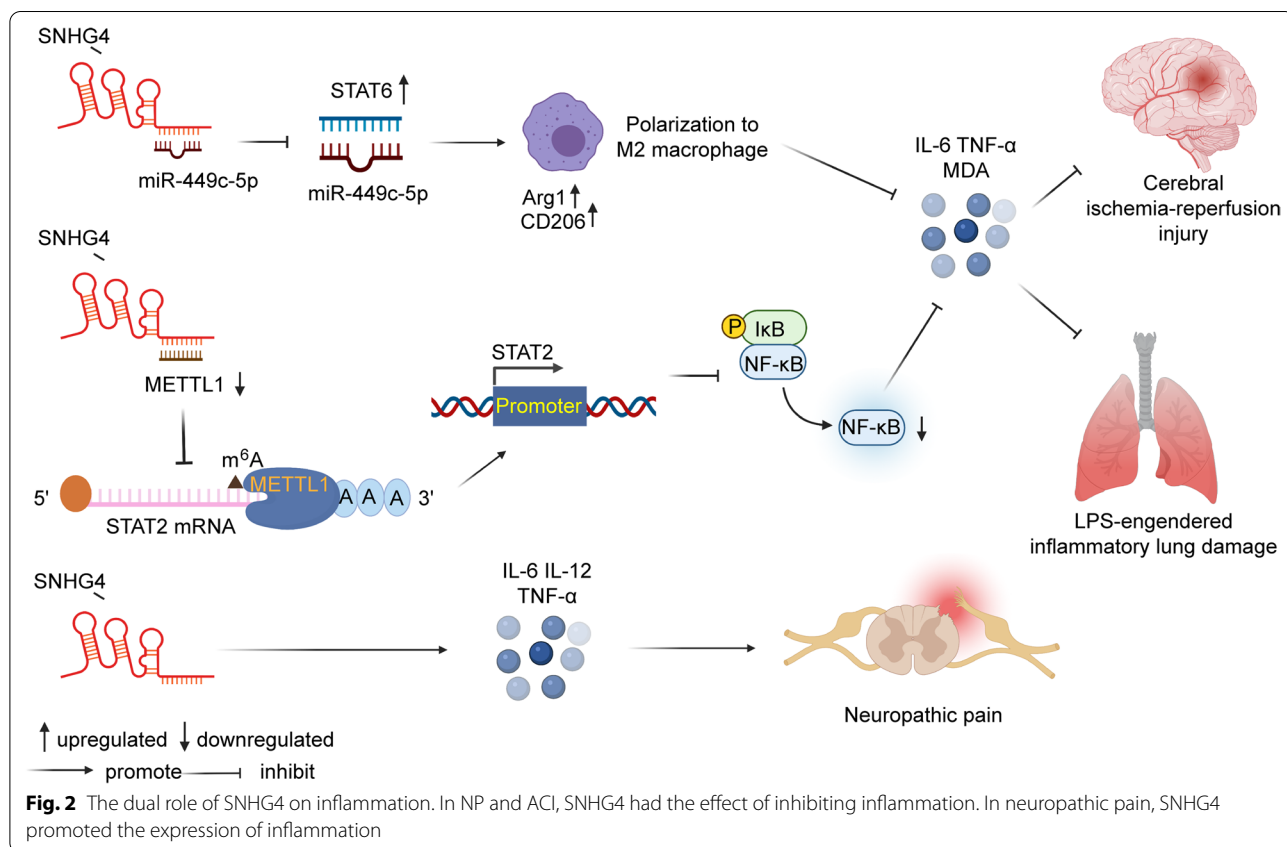 SNHG4
miR-449c-5p
STAT6
miR-449c-5p
Arg1
CD206
Polarization to
M2 macrophage
IL-6 TNF-α
MDA
Cerebral
ischemia-reperfusion
injury
SNHG4
METTL1
m⁶A
METTL1
5'
A A A
3'
STAT2 mRNA
STAT2
Promoter
P
IκB
NF-κB
NF-κB
LPS-engendered
inflammatory lung damage
SNHG4
IL-6 IL-12
TNF-α
Neuropathic pain
upregulated downregulated
promote inhibit
Fig. 2 The dual role of SNHG4 on inflammation. In NP and ACI, SNHG4 had the effect of inhibiting inflammation. In neuropathic pain, SNHG4
promoted the expression of inflammation